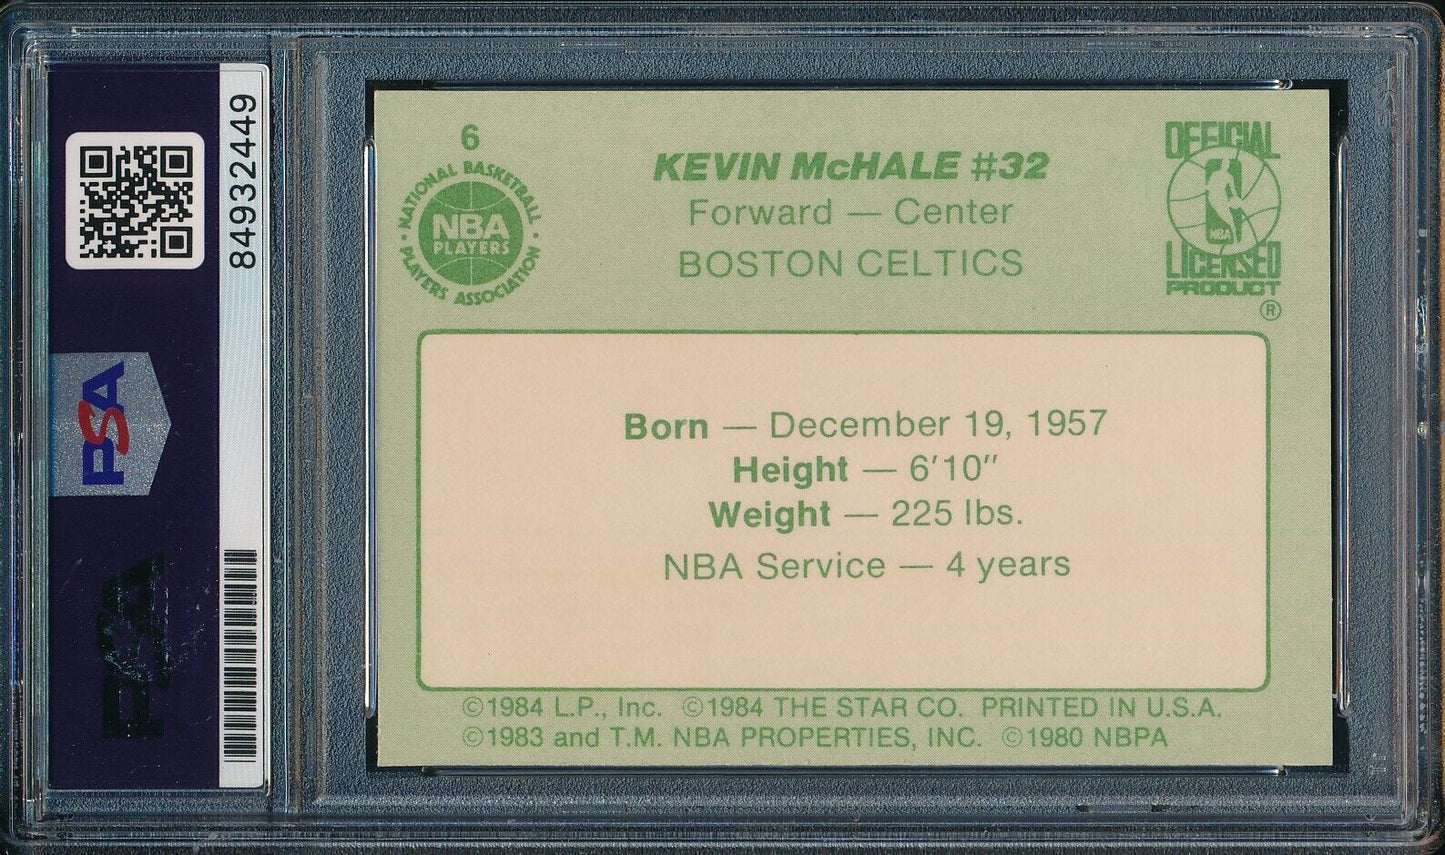 84932449
PSA
PSA
6
NATIONAL BASKETBALL
PLAYERS ASSOCIATION
NBA
PLAYERS
KEVIN McHALE #32
Forward — Center
BOSTON CELTICS
OFFICIAL
NBA
LICENSED
PRODUCT
®
Born — December 19, 1957
Height — 6'10"
Weight — 225 lbs.
NBA Service — 4 years
©1984 L.P., Inc. ©1984 THE STAR CO. PRINTED IN U.S.A.
©1983 and T.M. NBA PROPERTIES, INC. ©1980 NBPA